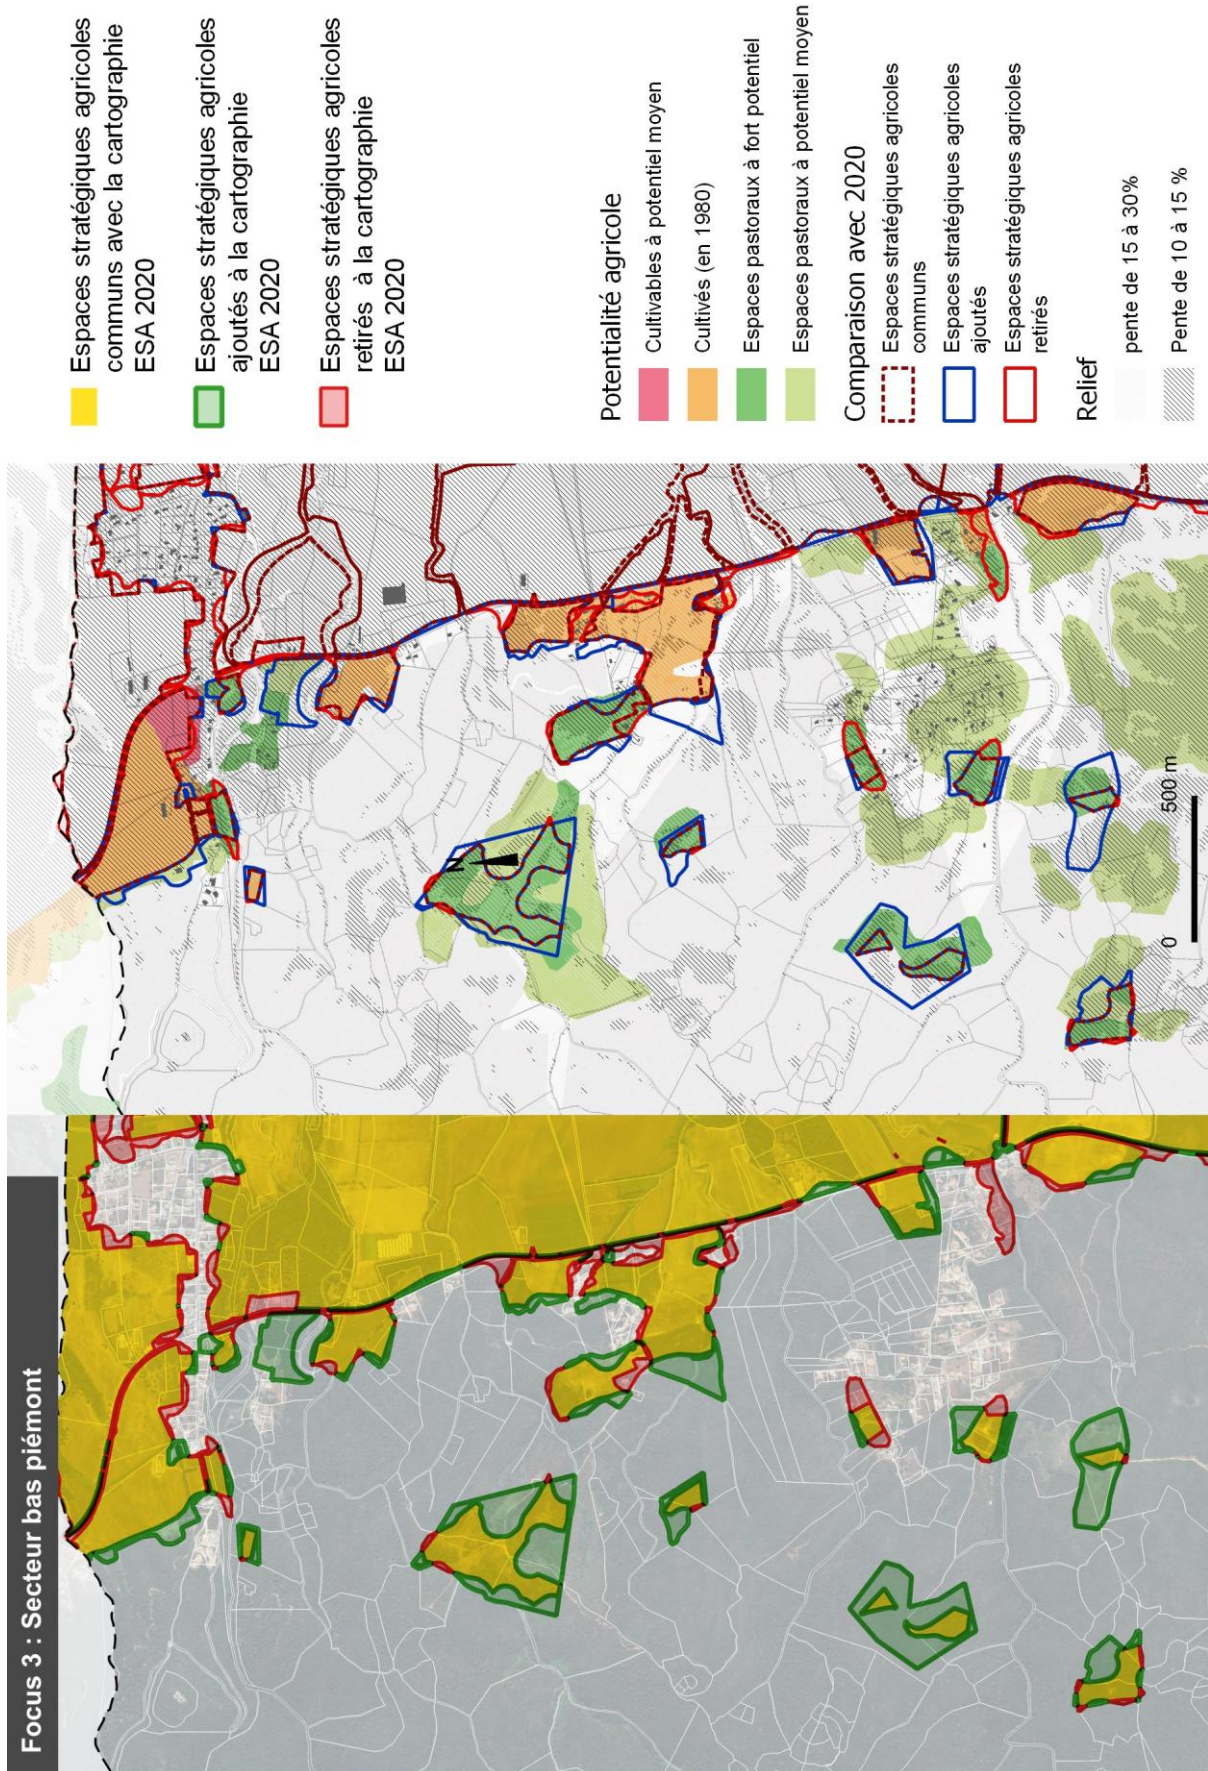 Focus 3 : Secteur bas piémont
Espaces stratégiques agricoles
communs avec la cartographie
ESA 2020
Espaces stratégiques agricoles
ajoutés à la cartographie
ESA 2020
Espaces stratégiques agricoles
retirés à la cartographie
ESA 2020
Potentialité agricole
Cultivables à potentiel moyen
Cultivés (en 1980)
Espaces pastoraux à fort potentiel
Espaces pastoraux à potentiel moyen
Comparaison avec 2020
Espaces stratégiques agricoles
communs
Espaces stratégiques agricoles
ajoutés
Espaces stratégiques agricoles
retirés
Relief
pente de 15 à 30%
Pente de 10 à 15 %
N
0 500 m